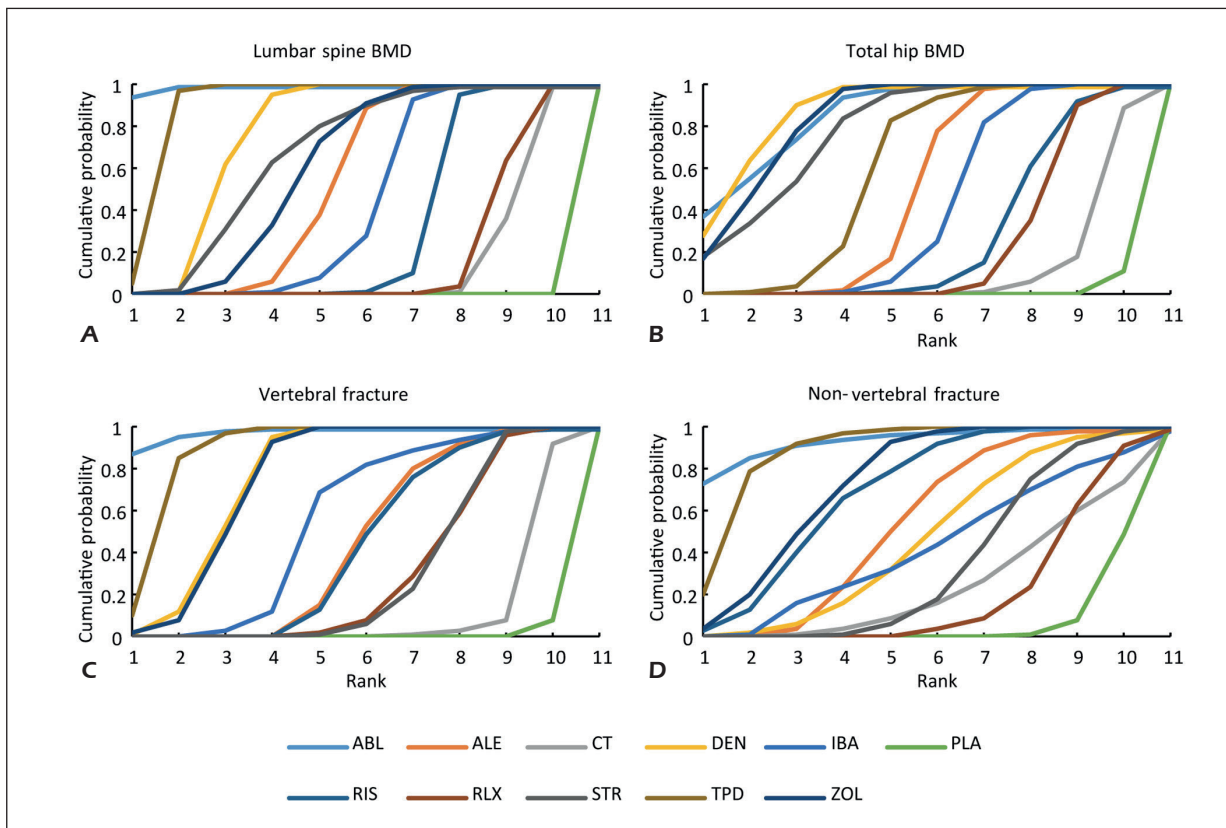 Lumbar spine BMD
Total hip BMD
Cumulative probability
1
0.8
0.6
0.4
0.2
0
1 2 3 4 5 6 7 8 9 10 11
A
Cumulative probability
1
0.8
0.6
0.4
0.2
0
1 2 3 4 5 6 7 8 9 10 11
B
Rank
Vertebral fracture
Non-vertebral fracture
Cumulative probability
1
0.8
0.6
0.4
0.2
0
1 2 3 4 5 6 7 8 9 10 11
C
Rank
Cumulative probability
1
0.8
0.6
0.4
0.2
0
1 2 3 4 5 6 7 8 9 10 11
D
Rank
ABL ALE CT DEN IBA PLA
RIS RLX STR TPD ZOL